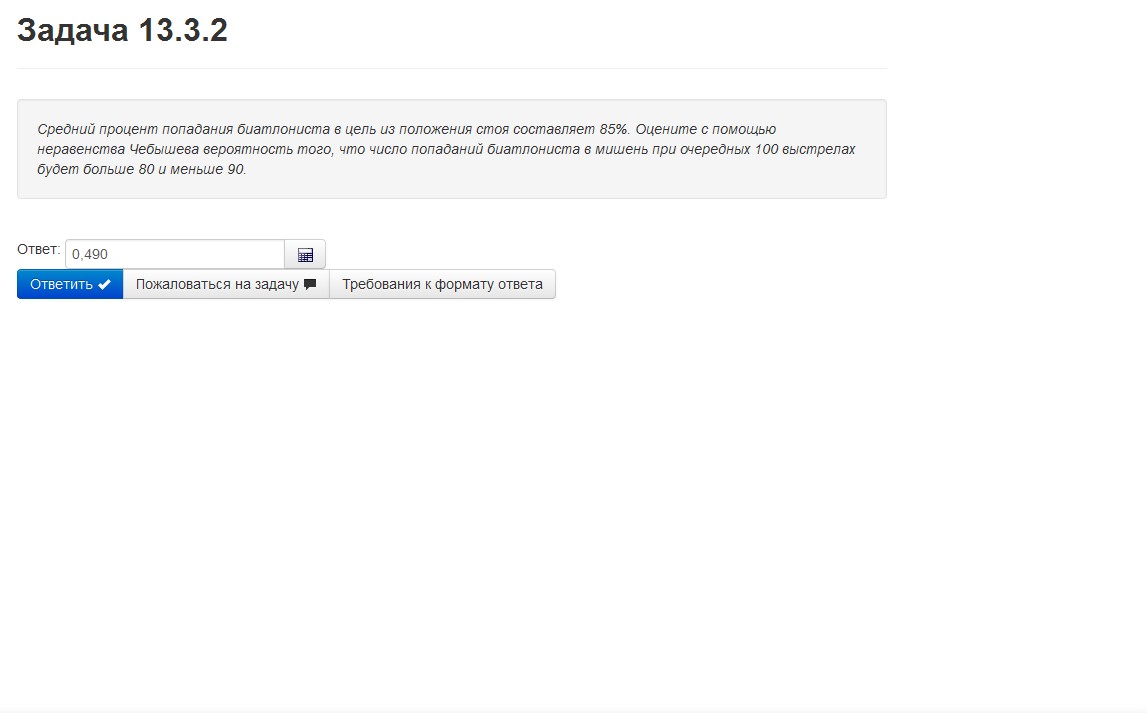 Задача 13.3.2
Средний процент попадания биатлониста в цель из положения стоя составляет 85%. Оцените с помощью
неравенства Чебышева вероятность того, что число попаданий биатлониста в мишень при очередных 100 выстрелах
будет больше 80 и меньше 90.
Ответ: 0,490
Ответить Пожаловаться на задачу Требования к формату ответа